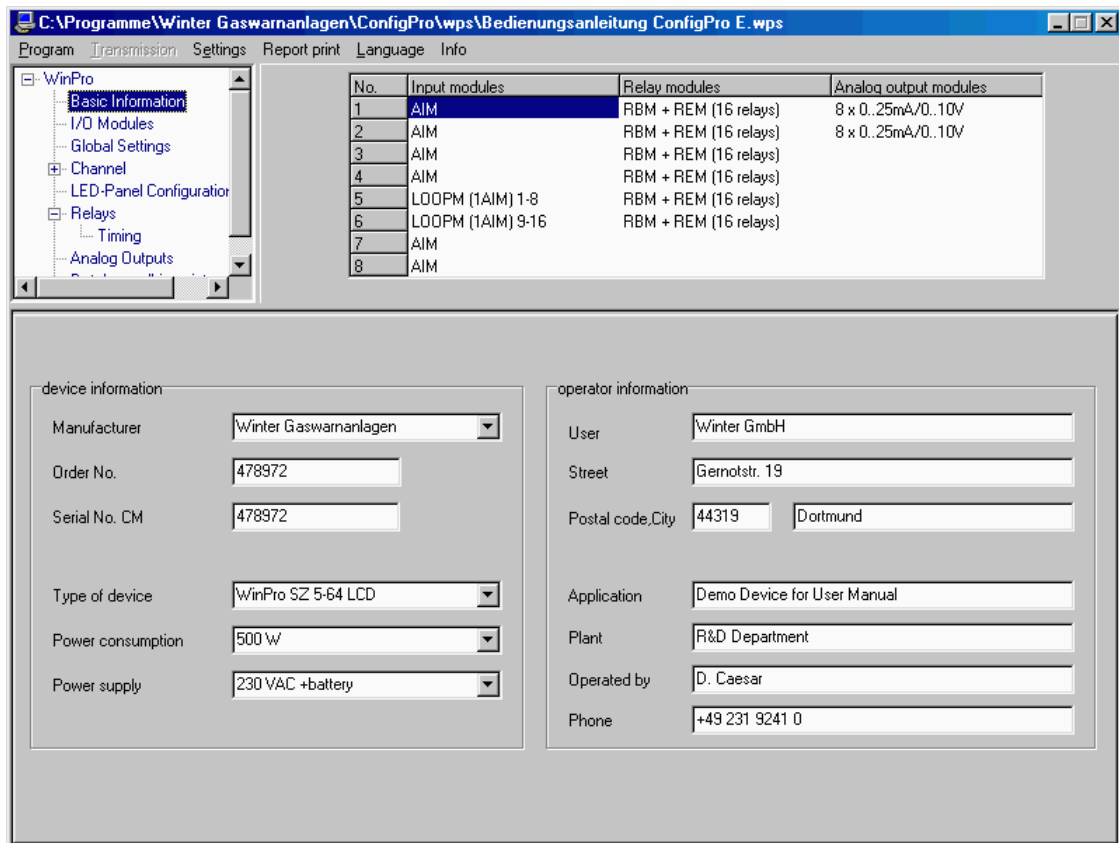 C:\Programme\Winter Gaswarnanlagen\ConfigPro\wps\Bedienungsanleitung ConfigPro E.wps
Program Transmission Settings Report print Language Info
WinPro
Basic Information
I/O Modules
Global Settings
Channel
LED-Panel Configuration
Relays
Timing
Analog Outputs
No. Input modules Relay modules Analog output modules
1 AIM RBM + REM (16 relays) 8 x 0..25mA/0..10V
2 AIM RBM + REM (16 relays) 8 x 0..25mA/0..10V
3 AIM RBM + REM (16 relays)
4 AIM RBM + REM (16 relays)
5 LOOPM (1AIM) 1-8 RBM + REM (16 relays)
6 LOOPM (1AIM) 9-16 RBM + REM (16 relays)
7 AIM
8 AIM
device information
Manufacturer Winter Gaswarnanlagen
Order No. 478972
Serial No. CM 478972
Type of device WinPro SZ 5-64 LCD
Power consumption 500 W
Power supply 230 VAC +battery
operator information
User Winter GmbH
Street Gernotstr. 19
Postal code,City 44319 Dortmund
Application Demo Device for User Manual
Plant R&D Department
Operated by D. Caesar
Phone +49 231 9241 0